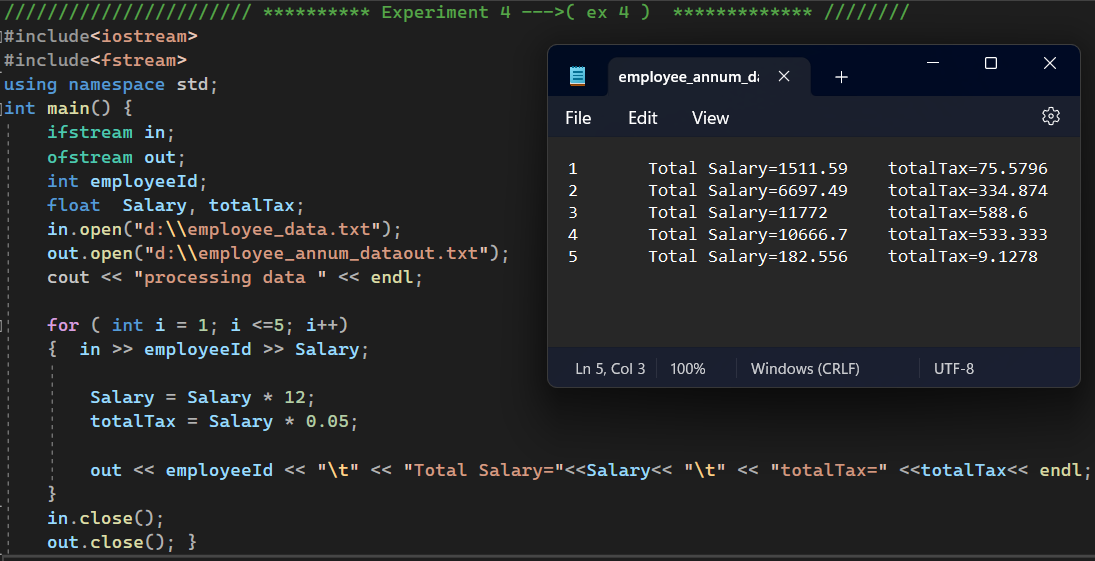 /////////////////////// ********** Experiment 4 --->( ex 4 )  ************* ////////
#include<iostream>
#include<fstream>
using namespace std;
int main() {
    ifstream in;
    ofstream out;
    int employeeId;
    float  Salary, totalTax;
    in.open("d:\\employee_data.txt");
    out.open("d:\\employee_annum_dataout.txt");
    cout << "processing data " << endl;
    for ( int i = 1; i <=5; i++)
    {  in >> employeeId >> Salary;
        Salary = Salary * 12;
        totalTax = Salary * 0.05;
        out << employeeId << "\t" << "Total Salary="<<Salary<< "\t" << "totalTax=" <<totalTax<< endl;
    }
    in.close();
    out.close(); }
employee_annum_da
File Edit View
1       Total Salary=1511.59    totalTax=75.5796
2       Total Salary=6697.49    totalTax=334.874
3       Total Salary=11772      totalTax=588.6
4       Total Salary=10666.7    totalTax=533.333
5       Total Salary=182.556    totalTax=9.1278
Ln 5, Col 3 100% Windows (CRLF) UTF-8